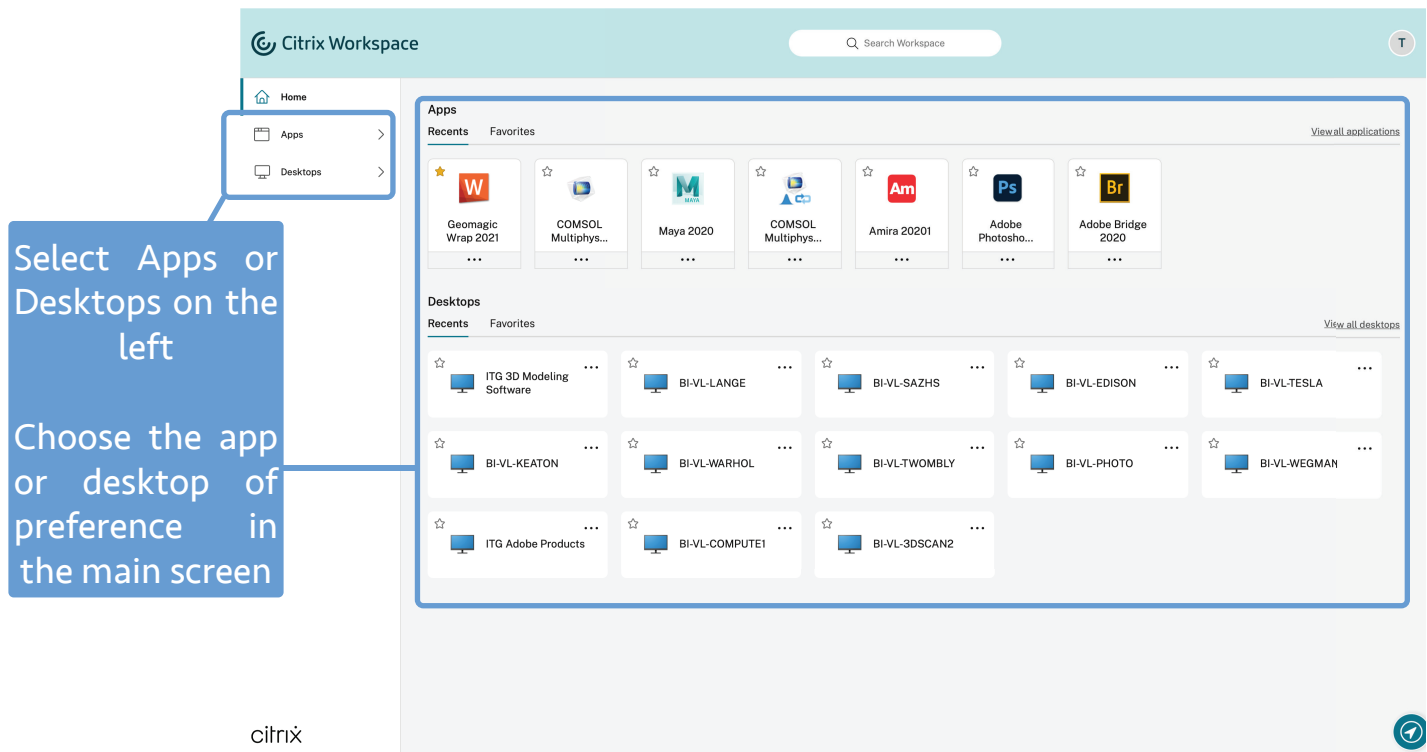 Citrix Workspace
Search Workspace
T
Home
Apps
Desktops
Select Apps or
Desktops on the
left
Choose the app
or desktop of
preference in
the main screen
Apps
Recents Favorites
View all applications
W
Geomagic
Wrap 2021
...
COMSOL
Multiphys...
...
M
MAYA
Maya 2020
...
COMSOL
Multiphys...
...
Am
Amira 20201
...
Ps
Adobe
Photosho...
...
Br
Adobe Bridge
2020
...
Desktops
Recents Favorites
View all desktops
ITG 3D Modeling
Software
...
BI-VL-LANGE
...
BI-VL-SAZHS
...
BI-VL-EDISON
...
BI-VL-TESLA
...
BI-VL-KEATON
...
BI-VL-WARHOL
...
BI-VL-TWOMBLY
...
BI-VL-PHOTO
...
BI-VL-WEGMAN
...
ITG Adobe Products
...
BI-VL-COMPUTE1
...
BI-VL-3DSCAN2
...
citrix